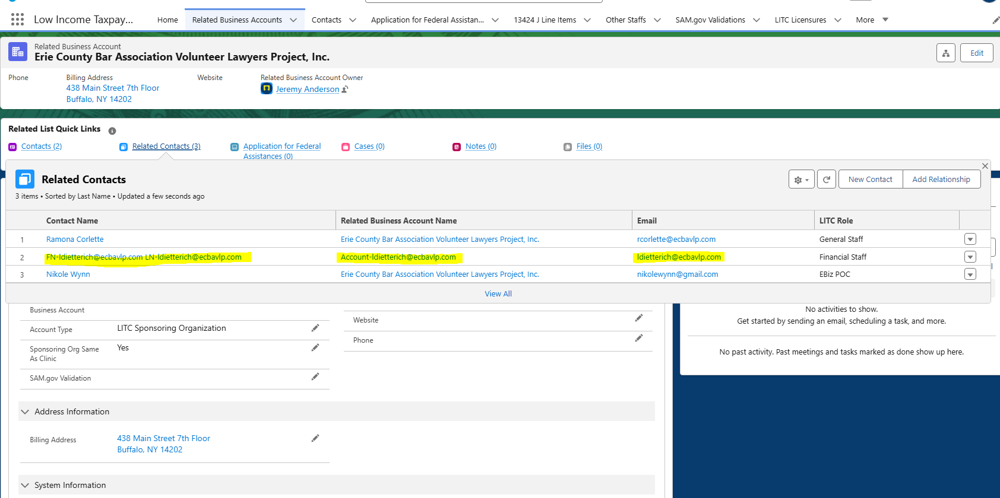 Low Income Taxpay... Home Related Business Accounts Contacts Application for Federal Assistan... 13424 J Line Items Other Staffs SAM.gov Validations LITC Licensures More
Related Business Account
Erie County Bar Association Volunteer Lawyers Project, Inc.
Edit
Phone Billing Address Website Related Business Account Owner
438 Main Street 7th Floor Jeremy Anderson
Buffalo, NY 14202
Related List Quick Links
Contacts (2) Related Contacts (3) Application for Federal Cases (0) Notes (0) Files (0)
Assistances (0)
Related Contacts
New Contact Add Relationship
3 items • Sorted by Last Name • Updated a few seconds ago
Contact Name Related Business Account Name Email LITC Role
1 Ramona Corlette Erie County Bar Association Volunteer Lawyers Project, Inc. rcorlette@ecbavlp.com General Staff
2 FN-ldietterich@ecbavlp.com LN-ldietterich@ecbavlp.com Account-ldietterich@ecbavlp.com ldietterich@ecbavlp.com Financial Staff
3 Nikole Wynn Erie County Bar Association Volunteer Lawyers Project, Inc. nikolewynn@gmail.com EBiz POC
View All
Business Account
Account Type LITC Sponsoring Organization
Sponsoring Org Same Yes
As Clinic
SAM.gov Validation
Website
Phone
No activities to show.
Get started by sending an email, scheduling a task, and more.
No past activity. Past meetings and tasks marked as done show up here.
Address Information
Billing Address 438 Main Street 7th Floor
Buffalo, NY 14202
System Information